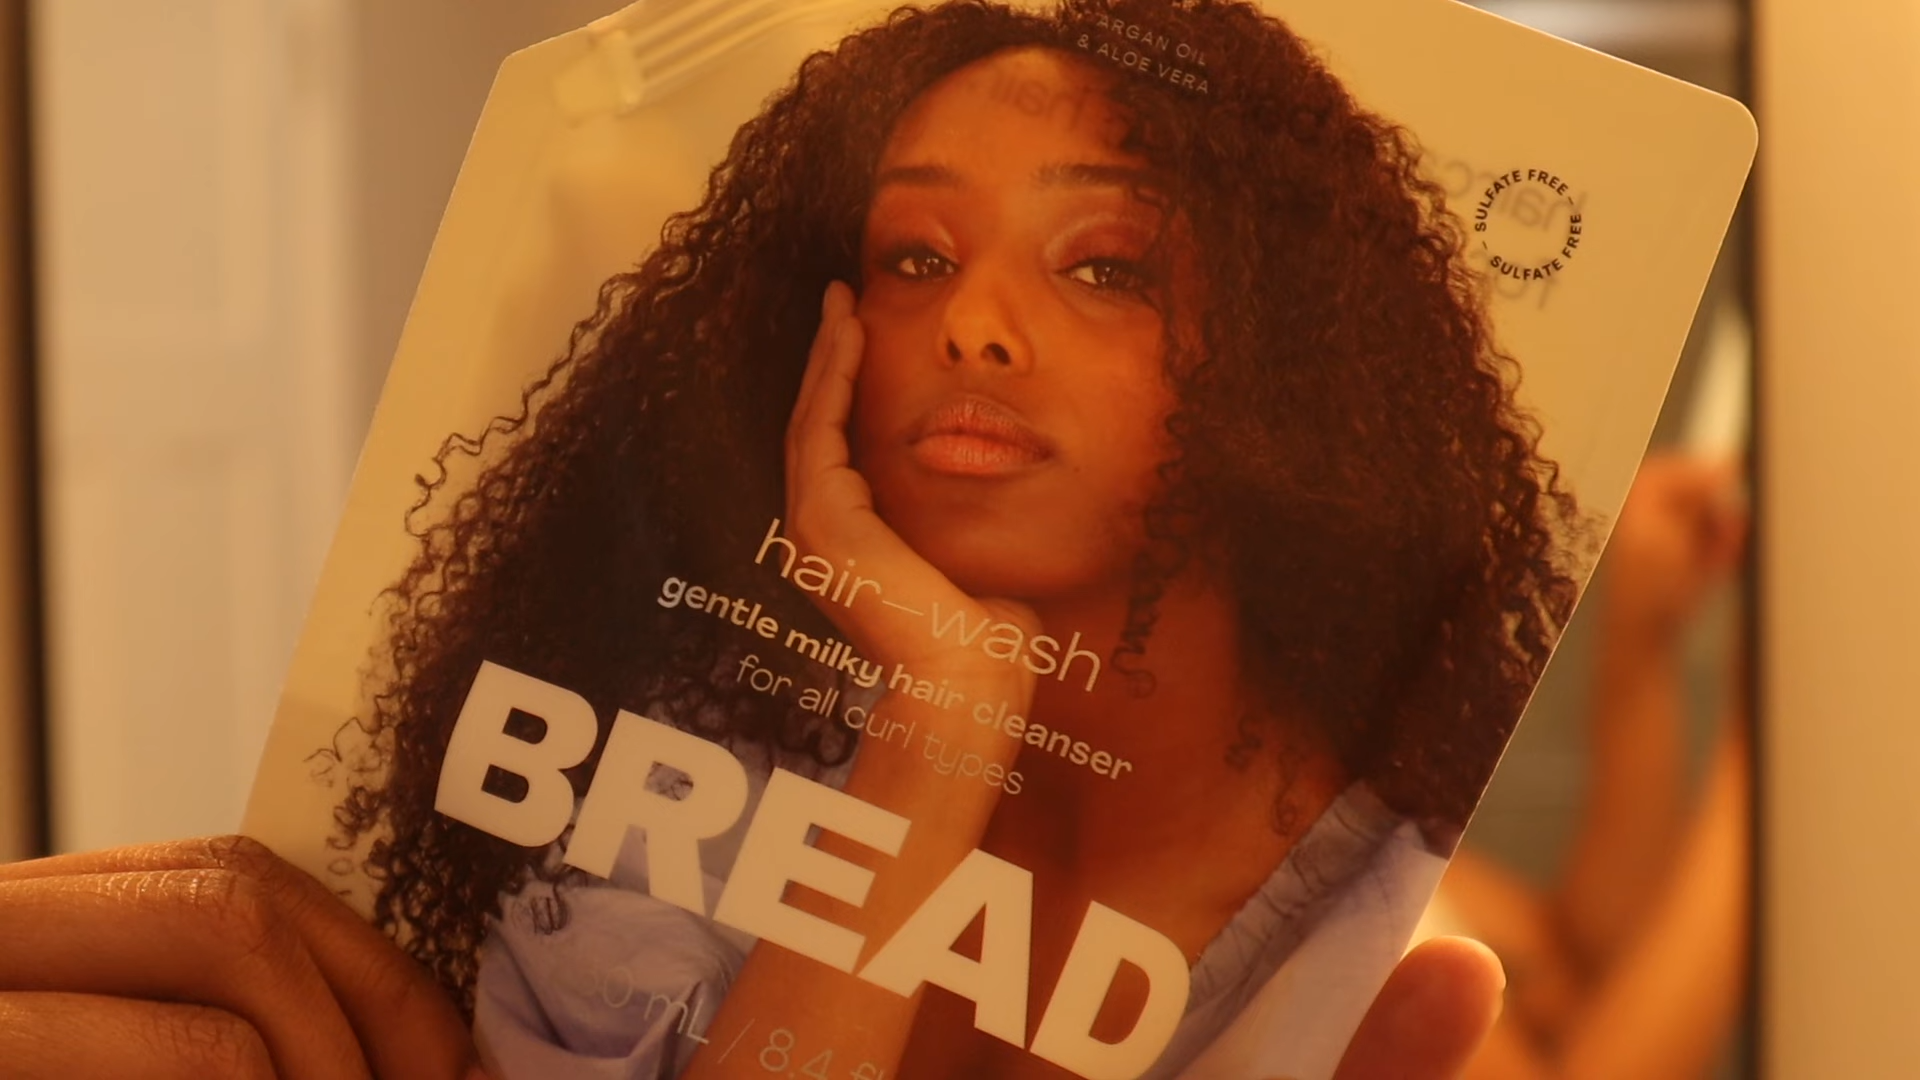 ARGAN OIL
& ALOE VERA
SULFATE FREE – SULFATE FREE –
hair–wash
gentle milky hair cleanser
for all curl types
BREAD
mL / 8.4